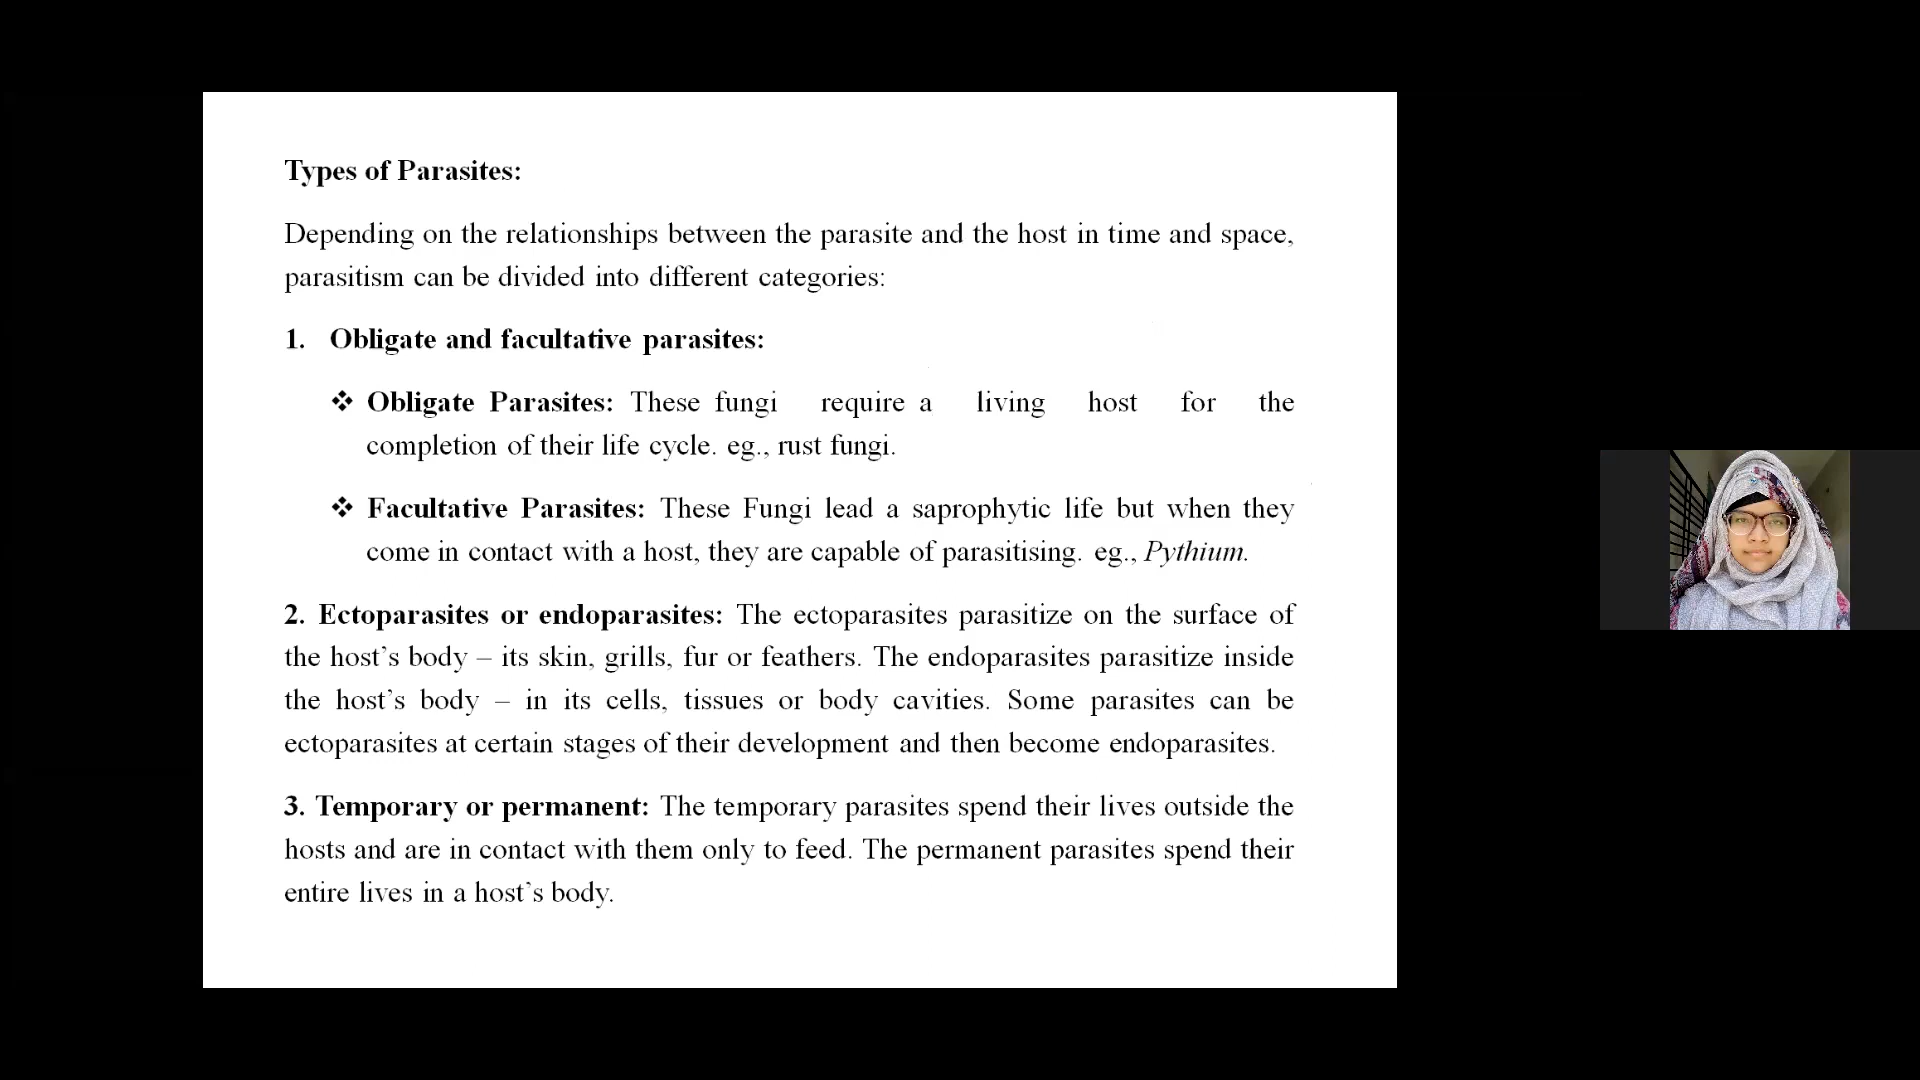 Types of Parasites:
Depending on the relationships between the parasite and the host in time and space,
parasitism can be divided into different categories:
1. Obligate and facultative parasites:
❖ Obligate Parasites: These fungi require a living host for the
completion of their life cycle. eg., rust fungi.
❖ Facultative Parasites: These Fungi lead a saprophytic life but when they
come in contact with a host, they are capable of parasitising. eg., Pythium.
2. Ectoparasites or endoparasites: The ectoparasites parasitize on the surface of
the host’s body – its skin, grills, fur or feathers. The endoparasites parasitize inside
the host’s body – in its cells, tissues or body cavities. Some parasites can be
ectoparasites at certain stages of their development and then become endoparasites.
3. Temporary or permanent: The temporary parasites spend their lives outside the
hosts and are in contact with them only to feed. The permanent parasites spend their
entire lives in a host’s body.